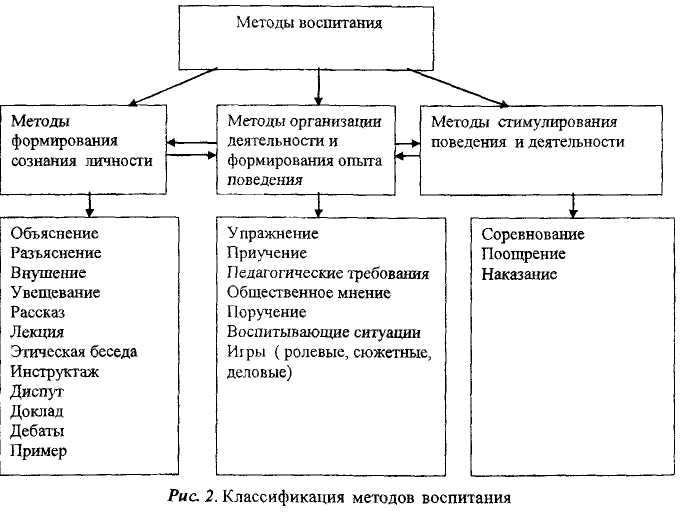 Методы воспитания
Методы
формирования
сознания личности
Методы организации
деятельности и
формирования опыта
поведения
Методы стимулирования
поведения и деятельности
Объяснение
Разъяснение
Внушение
Увещевание
Рассказ
Лекция
Этическая беседа
Инструктаж
Диспут
Доклад
Дебаты
Пример
Упражнение
Приучение
Педагогические требования
Общественное мнение
Поручение
Воспитывающие ситуации
Игры ( ролевые, сюжетные,
деловые)
Соревнование
Поощрение
Наказание
Рис. 2. Классификация методов воспитания